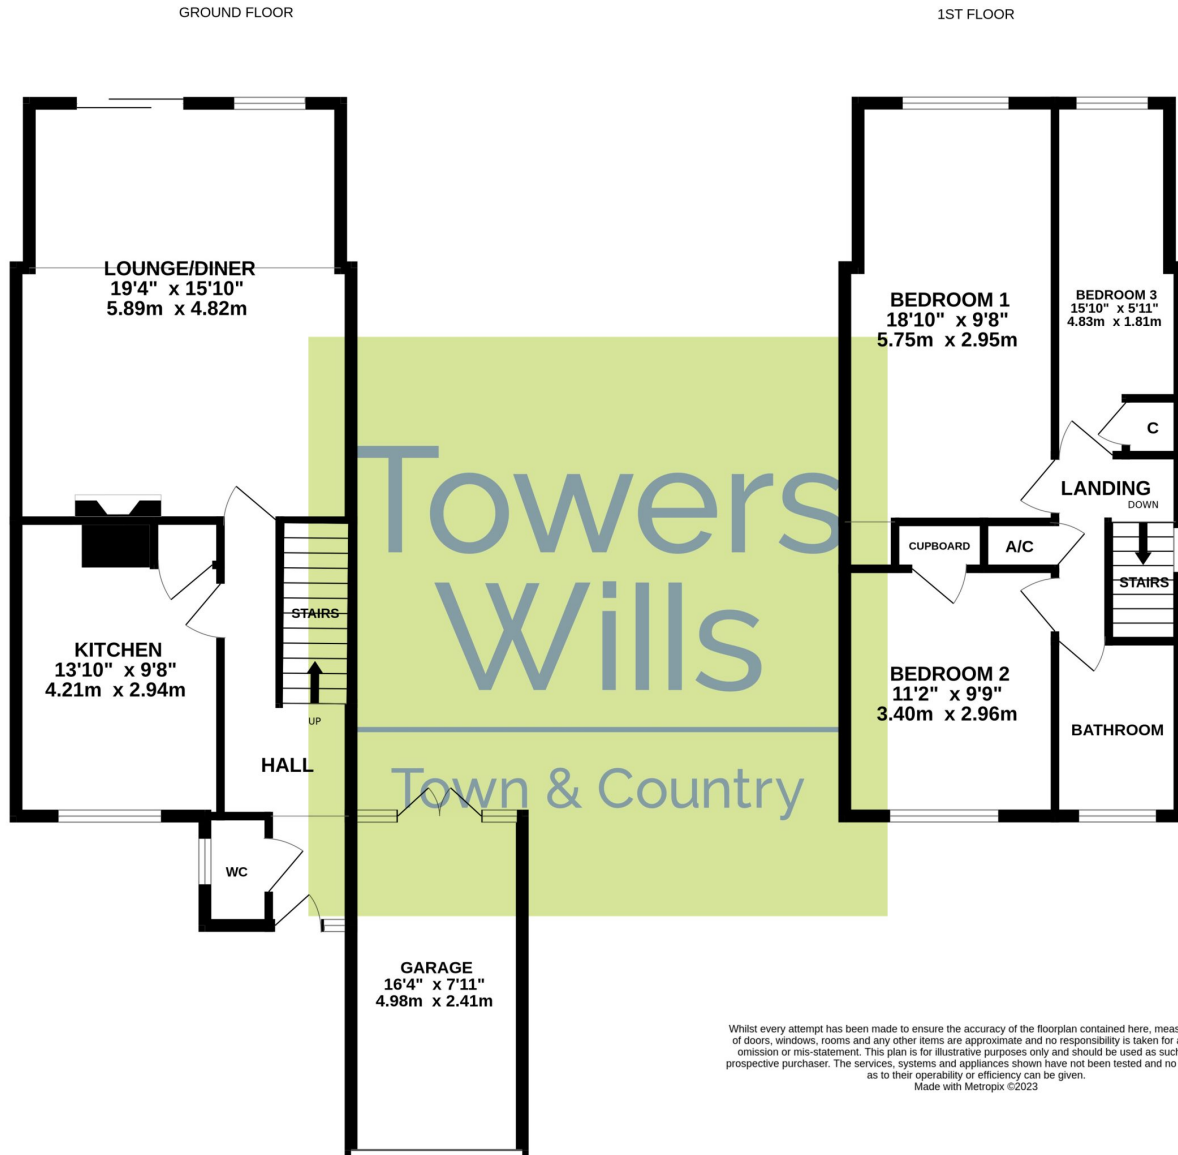 GROUND FLOOR
1ST FLOOR
LOUNGE/DINER
19'4" x 15'10"
5.89m x 4.82m
KITCHEN
13'10" x 9'8"
4.21m x 2.94m
STAIRS
UP
HALL
WC
GARAGE
16'4" x 7'11"
4.98m x 2.41m
Towers
Wills
Town & Country
BEDROOM 1
18'10" x 9'8"
5.75m x 2.95m
BEDROOM 3
15'10" x 5'11"
4.83m x 1.81m
C
LANDING
DOWN
CUPBOARD
A/C
STAIRS
BEDROOM 2
11'2" x 9'9"
3.40m x 2.96m
BATHROOM
Whilst every attempt has been made to ensure the accuracy of the floorplan contained here, meas
of doors, windows, rooms and any other items are approximate and no responsibility is taken for a
omission or mis-statement. This plan is for illustrative purposes only and should be used as such
prospective purchaser. The services, systems and appliances shown have not been tested and no
as to their operability or efficiency can be given.
Made with Metropix ©2023